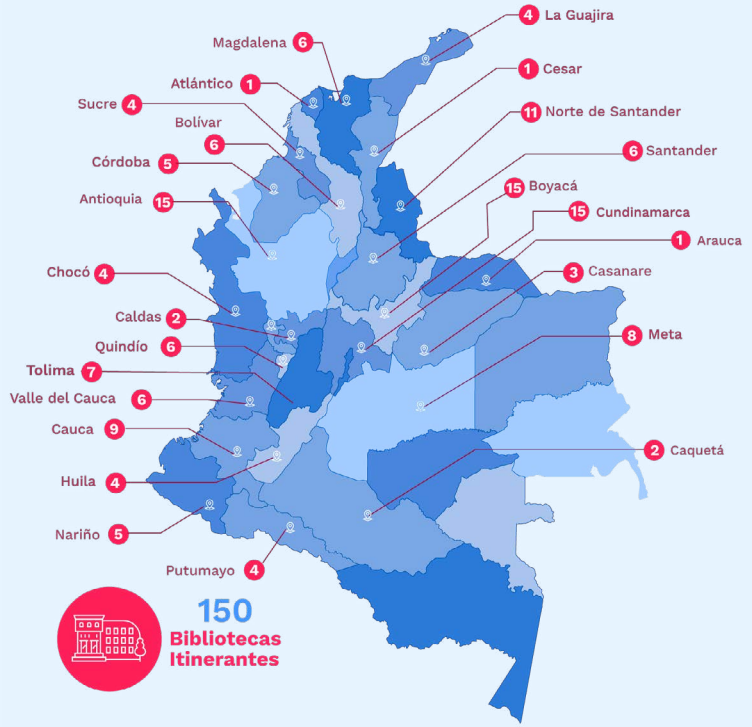 4 La Guajira
Magdalena 6
1 Cesar
Atlántico 1
Sucre 4
11 Norte de Santander
Bolívar
6
6 Santander
Córdoba 5
15 Boyacá
Antioquia 15
15 Cundinamarca
1 Arauca
Chocó 4
3 Casanare
Caldas 2
8 Meta
Quindío 6
Tolima 7
Valle del Cauca 6
Cauca 9
2 Caquetá
Huila 4
Nariño 5
Putumayo 4
150
Bibliotecas
Itinerantes